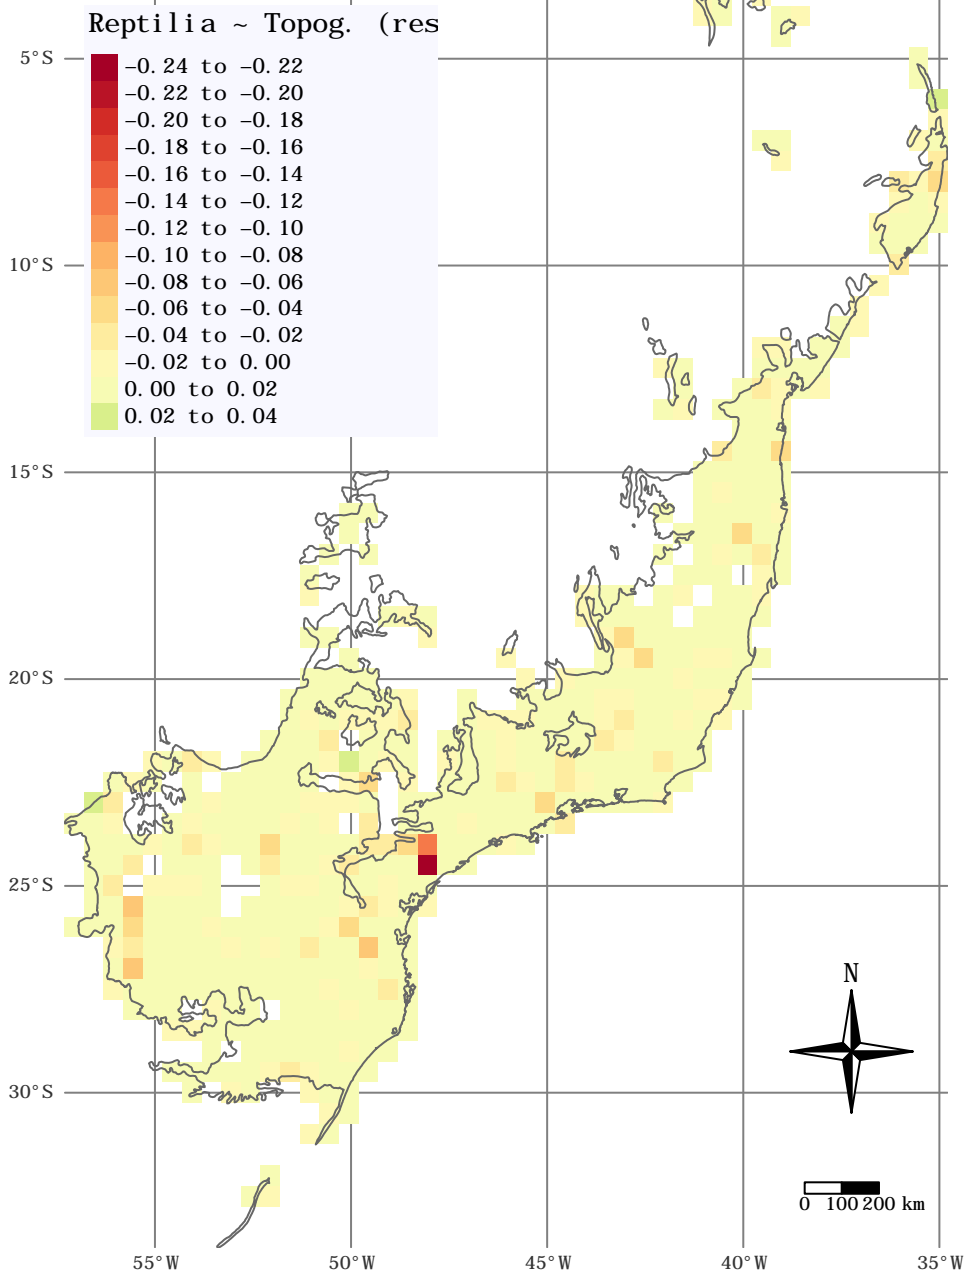 Reptilia ~ Topog. (res
−0.24 to −0.22
−0.22 to −0.20
−0.20 to −0.18
−0.18 to −0.16
−0.16 to −0.14
−0.14 to −0.12
−0.12 to −0.10
−0.10 to −0.08
−0.08 to −0.06
−0.06 to −0.04
−0.04 to −0.02
−0.02 to 0.00
0.00 to 0.02
0.02 to 0.04
5°S
10°S
15°S
20°S
25°S
30°S
N
0 100 200 km
55°W 50°W 45°W 40°W 35°W